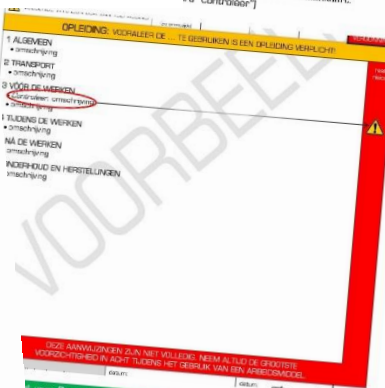 OPLEIDING: VOORALEER DE ... TE GEBRUIKEN IS EEN OPLEIDING VERPLICHT!
1 ALGEMEEN
• omschrijving
2 TRANSPORT
• omschrijving
3 VÓÓR DE WERKEN
Controleer: omschrijving
• omschrijving
4 TIJDENS DE WERKEN
• omschrijving
NÁ DE WERKEN
omschrijving
ONDERHOUD EN HERSTELLINGEN
omschrijving
VOORBEELD
DEZE AANWIJZINGEN ZIJN NIET VOLLEDIG. NEEM ALTIJD DE GROOTSTE
VOORZICHTIGHEID IN ACHT TIJDENS HET GEBRUIK VAN EEN ARBEIDSMIDDEL.
datum:
datum: